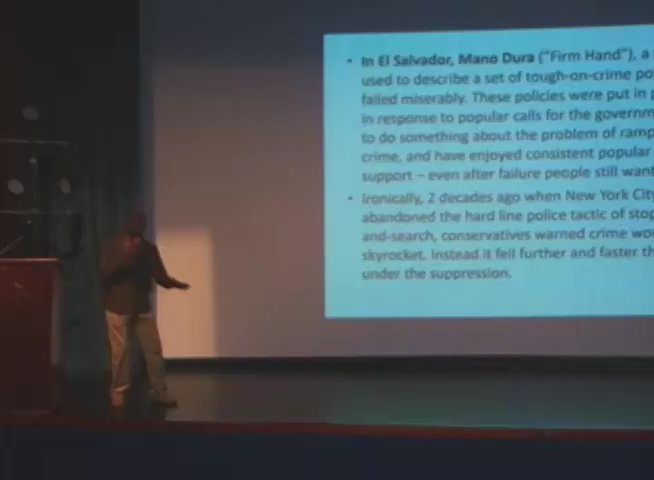 • In El Salvador, Mano Dura ("Firm Hand"), a
used to describe a set of tough-on-crime po
failed miserably. These policies were put in p
in response to popular calls for the governm
to do something about the problem of ramp
crime, and have enjoyed consistent popular
support – even after failure people still want
• Ironically, 2 decades ago when New York City
abandoned the hard line police tactic of stop
and-search, conservatives warned crime wou
skyrocket. Instead it fell further and faster th
under the suppression.